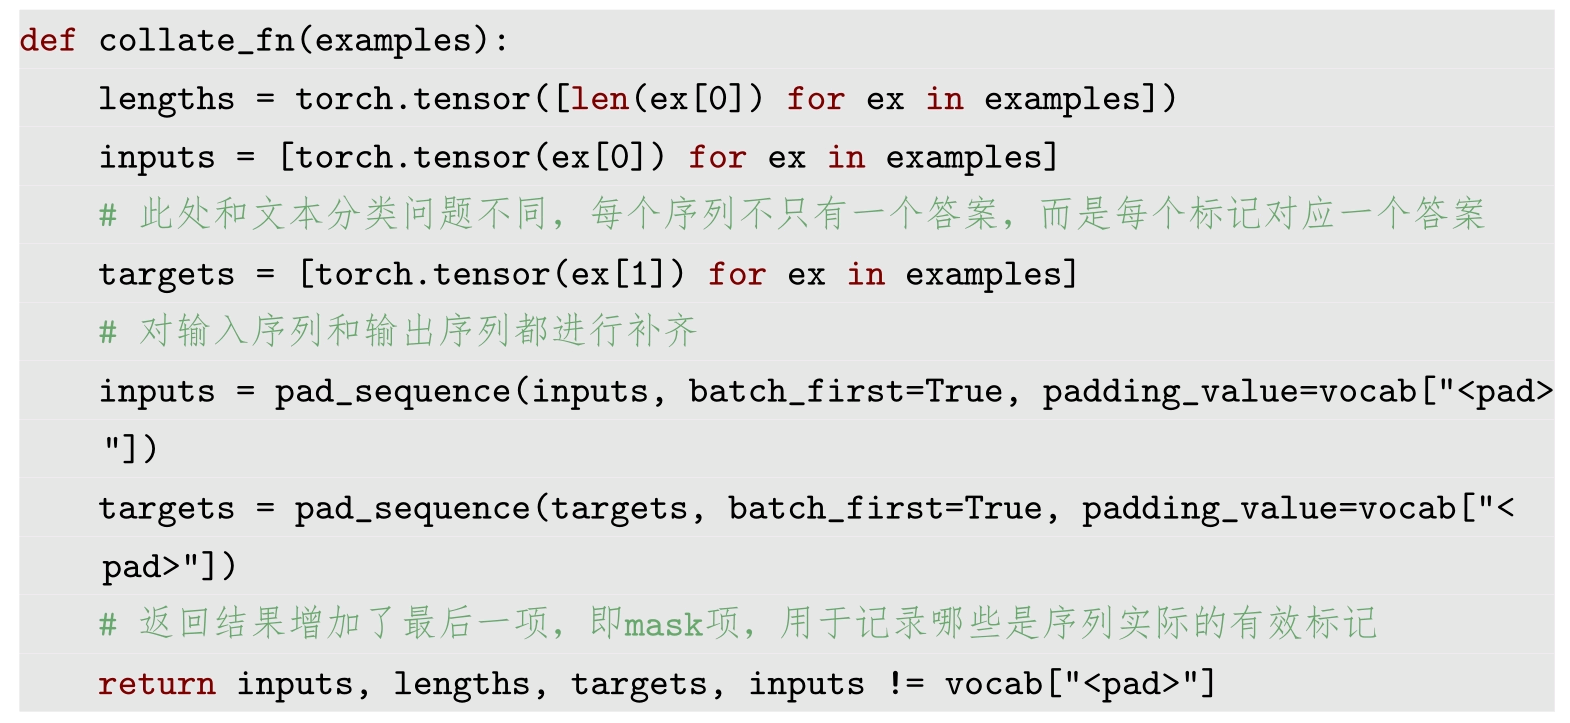 def collate_fn(examples):
    lengths = torch.tensor([len(ex[0]) for ex in examples])
    inputs = [torch.tensor(ex[0]) for ex in examples]
    # 此处和文本分类问题不同，每个序列不只有一个答案，而是每个标记对应一个答案
    targets = [torch.tensor(ex[1]) for ex in examples]
    # 对输入序列和输出序列都进行补齐
    inputs = pad_sequence(inputs, batch_first=True, padding_value=vocab["<pad>
    "])
    targets = pad_sequence(targets, batch_first=True, padding_value=vocab["<
    pad>"])
    # 返回结果增加了最后一项，即mask项，用于记录哪些是序列实际的有效标记
    return inputs, lengths, targets, inputs != vocab["<pad>"]